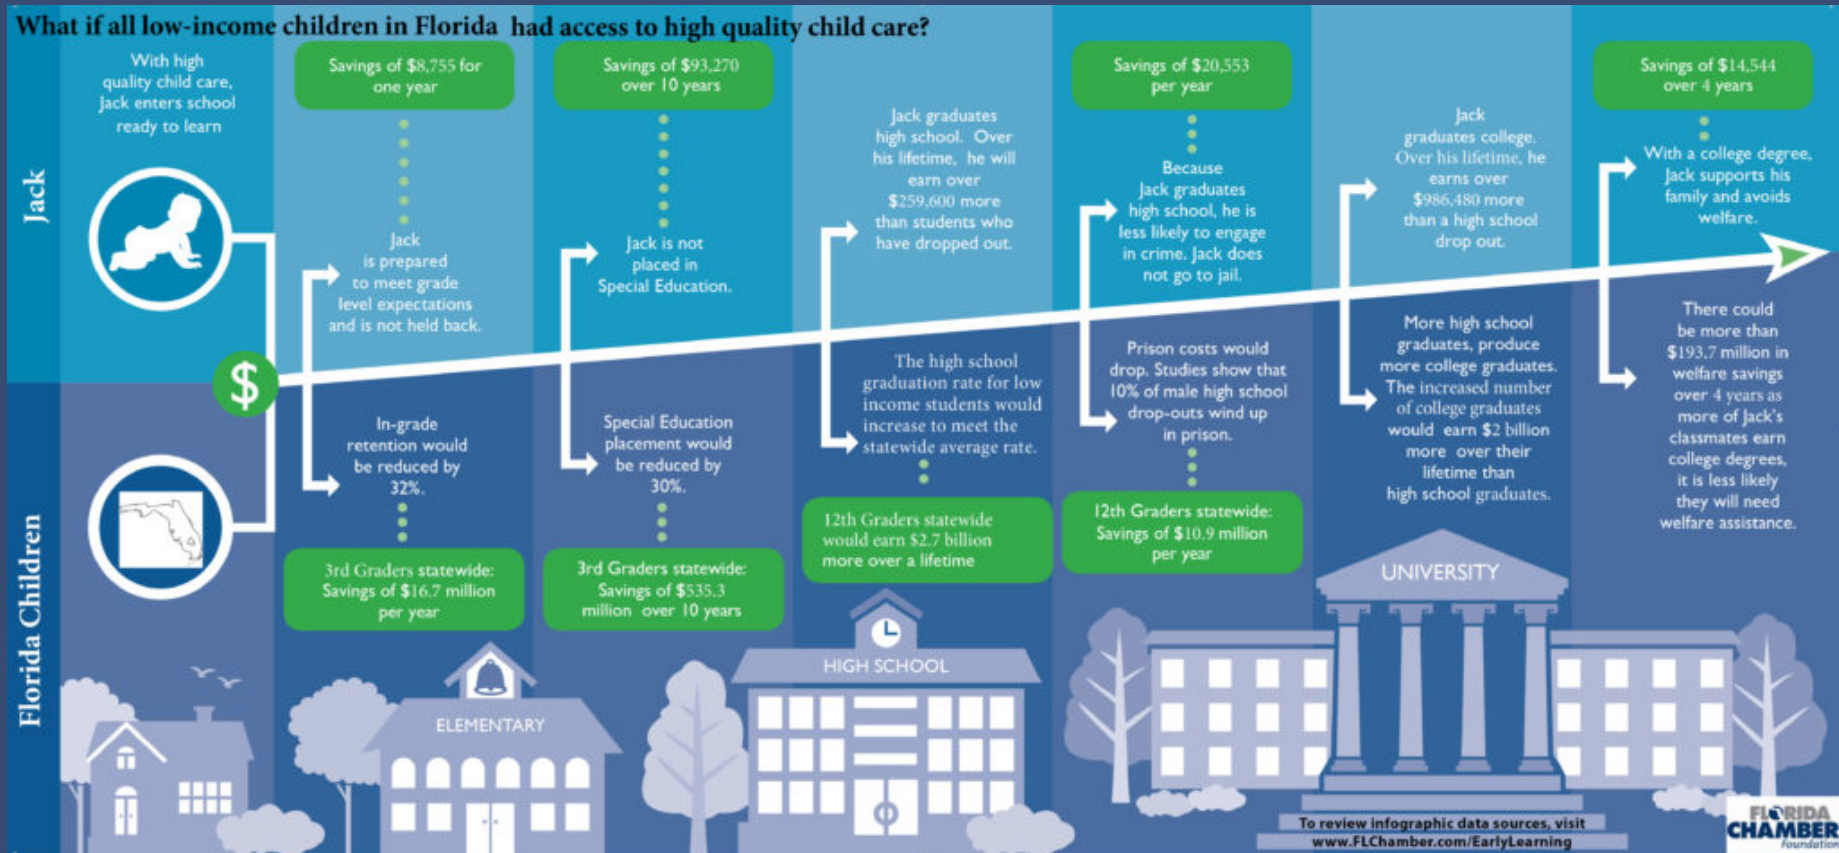 What if all low-income children in Florida had access to high quality child care?
Jack
With high
quality child care,
Jack enters school
ready to learn
Savings of $8,755 for
one year
Jack
is prepared
to meet grade
level expectations
and is not held back.
Savings of $93,270
over 10 years
Jack is not
placed in
Special Education.
Jack graduates
high school. Over
his lifetime, he will
earn over
$259,600 more
than students who
have dropped out.
Savings of $20,553
per year
Because
Jack graduates
high school, he is
less likely to engage
in crime. Jack does
not go to jail.
Jack
graduates college.
Over his lifetime, he
earns over
$986,480 more
than a high school
drop out.
Savings of $14,544
over 4 years
With a college degree,
Jack supports his
family and avoids
welfare.
$
Florida Children
In-grade
retention would
be reduced by
32%.
3rd Graders statewide:
Savings of $16.7 million
per year
Special Education
placement would
be reduced by
30%.
3rd Graders statewide:
Savings of $535.3
million over 10 years
The high school
graduation rate for low
income students would
increase to meet the
statewide average rate.
12th Graders statewide
would earn $2.7 billion
more over a lifetime
Prison costs would
drop. Studies show that
10% of male high school
drop-outs wind up
in prison.
12th Graders statewide:
Savings of $10.9 million
per year
More high school
graduates, produce
more college graduates.
The increased number
of college graduates
would earn $2 billion
more over their
lifetime than
high school graduates.
There could
be more than
$193.7 million in
welfare savings
over 4 years as
more of Jack's
classmates earn
college degrees,
it is less likely
they will need
welfare assistance.
ELEMENTARY
HIGH SCHOOL
UNIVERSITY
To review infographic data sources, visit
www.FLChamber.com/EarlyLearning
FLORIDA
CHAMBER
Foundation